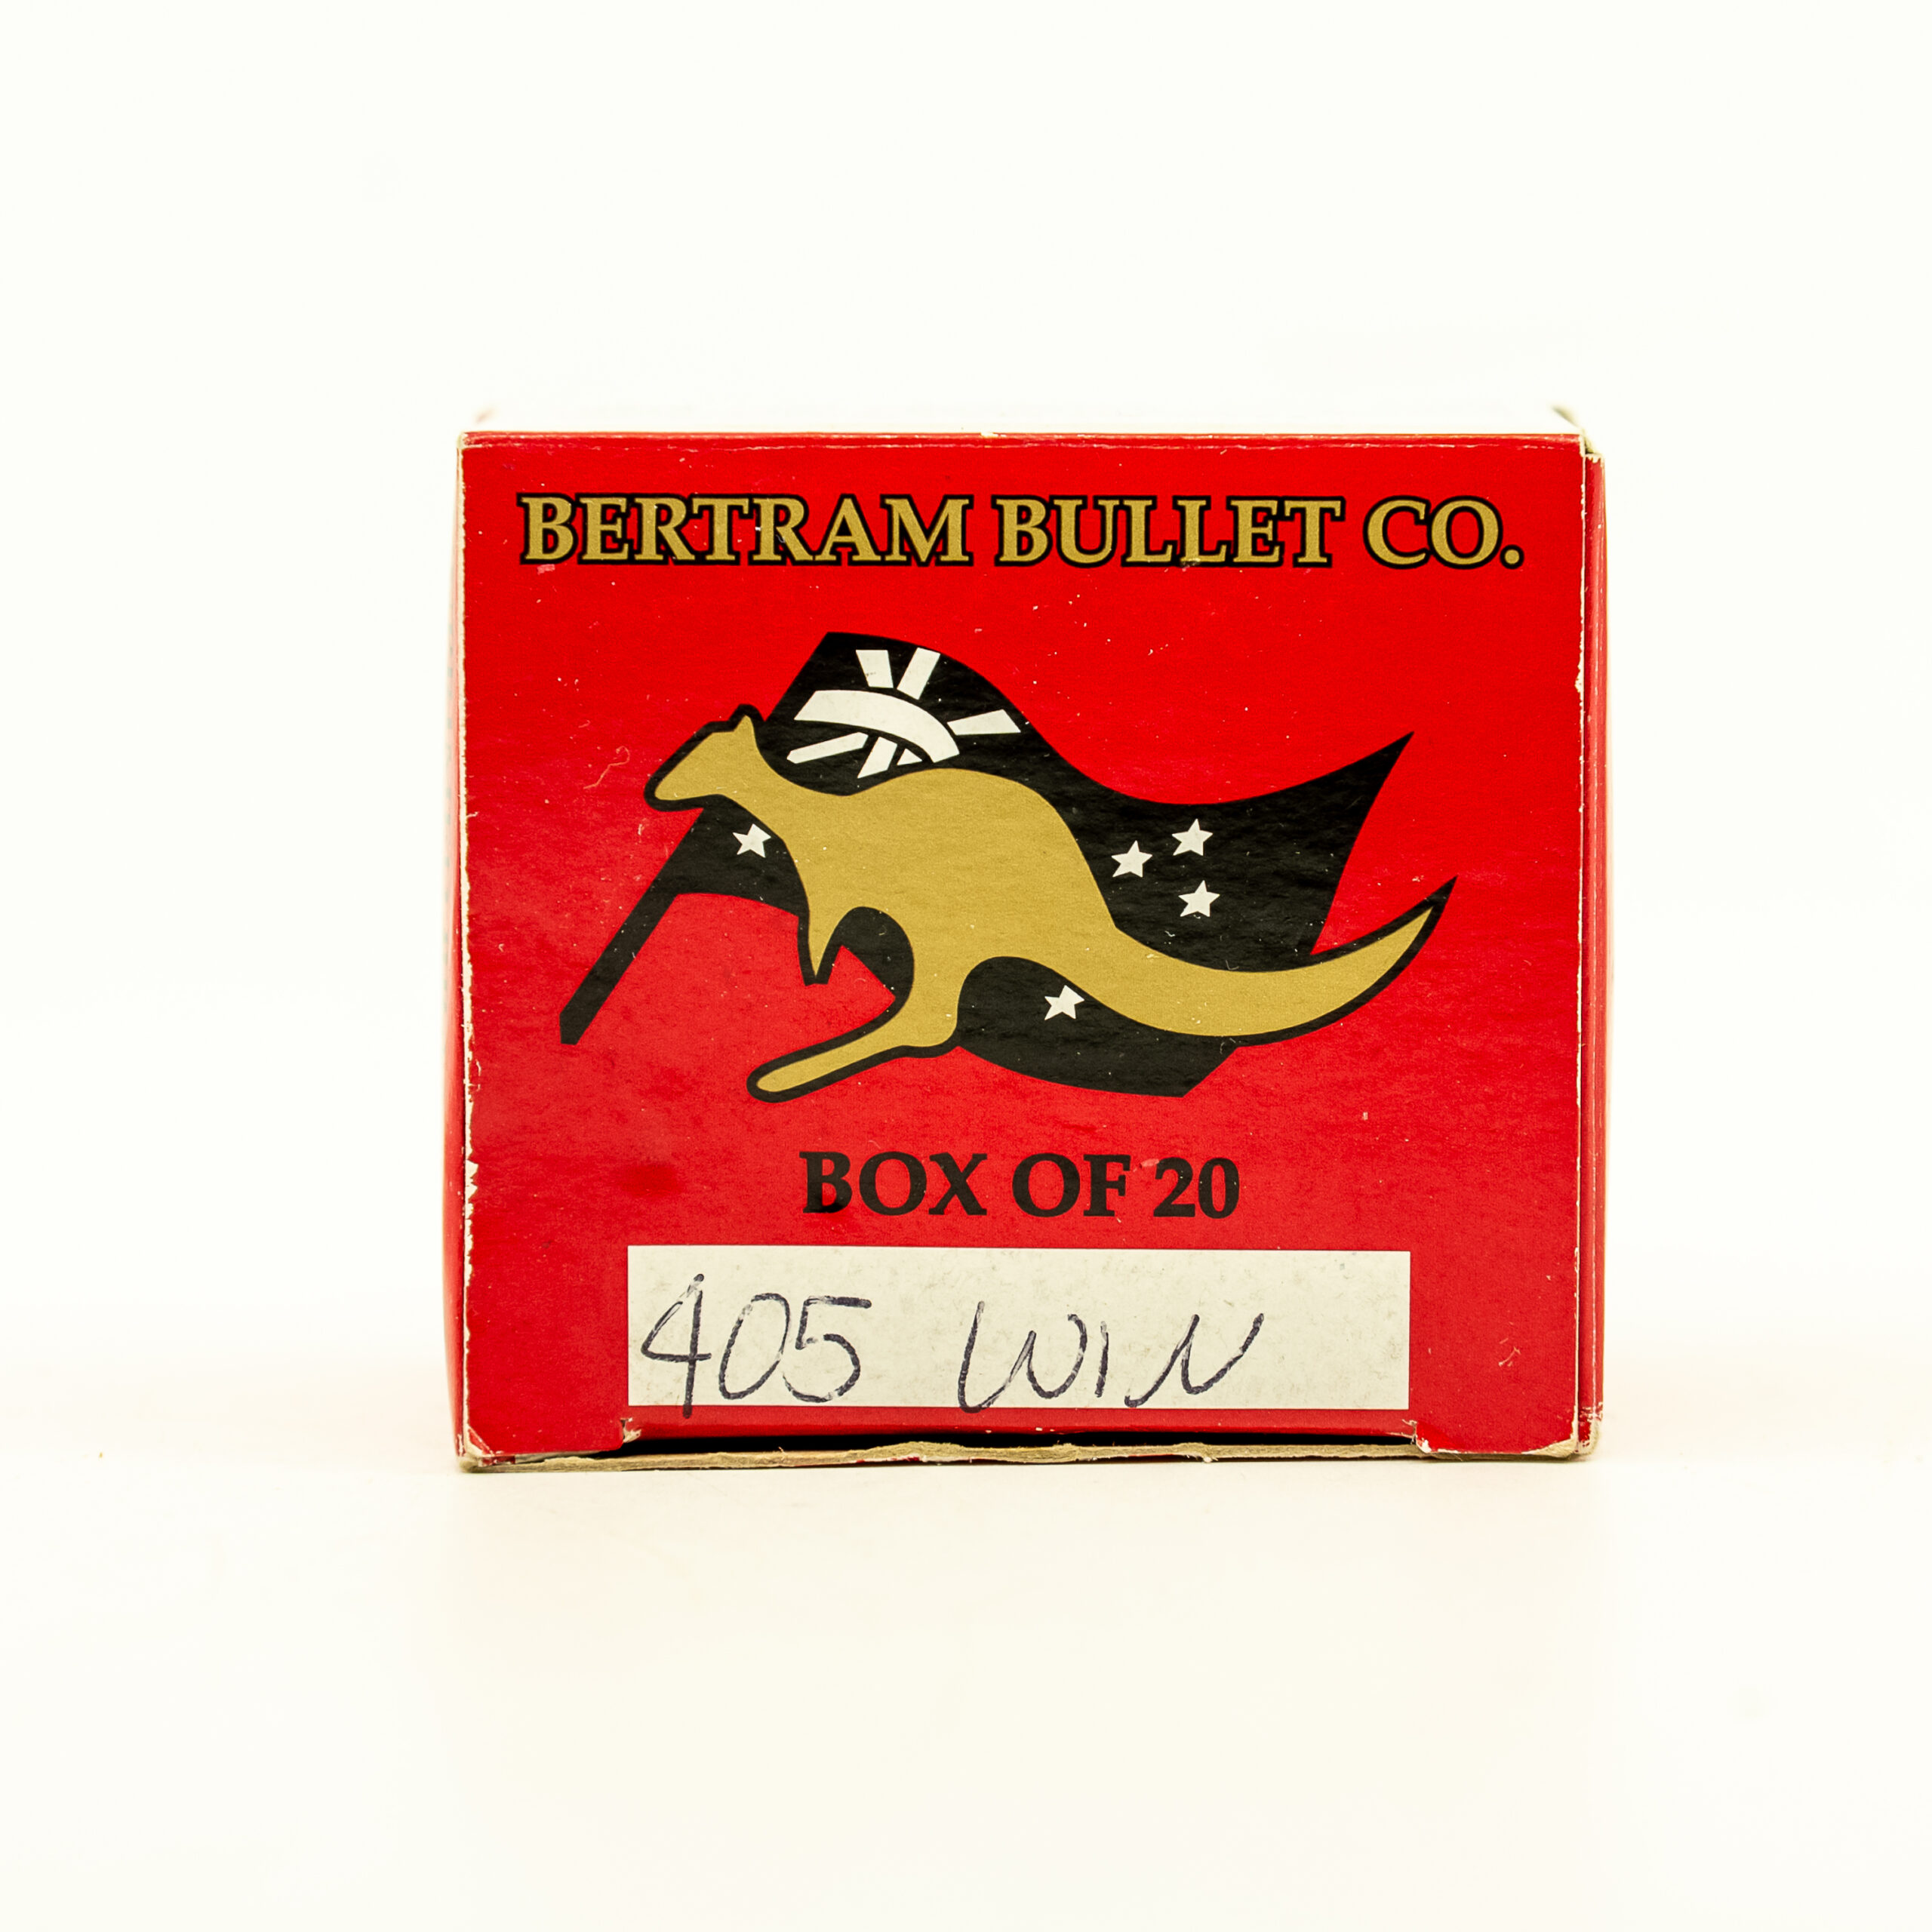 BERTRAM BULLET CO.
BOX OF 20
405 WIN